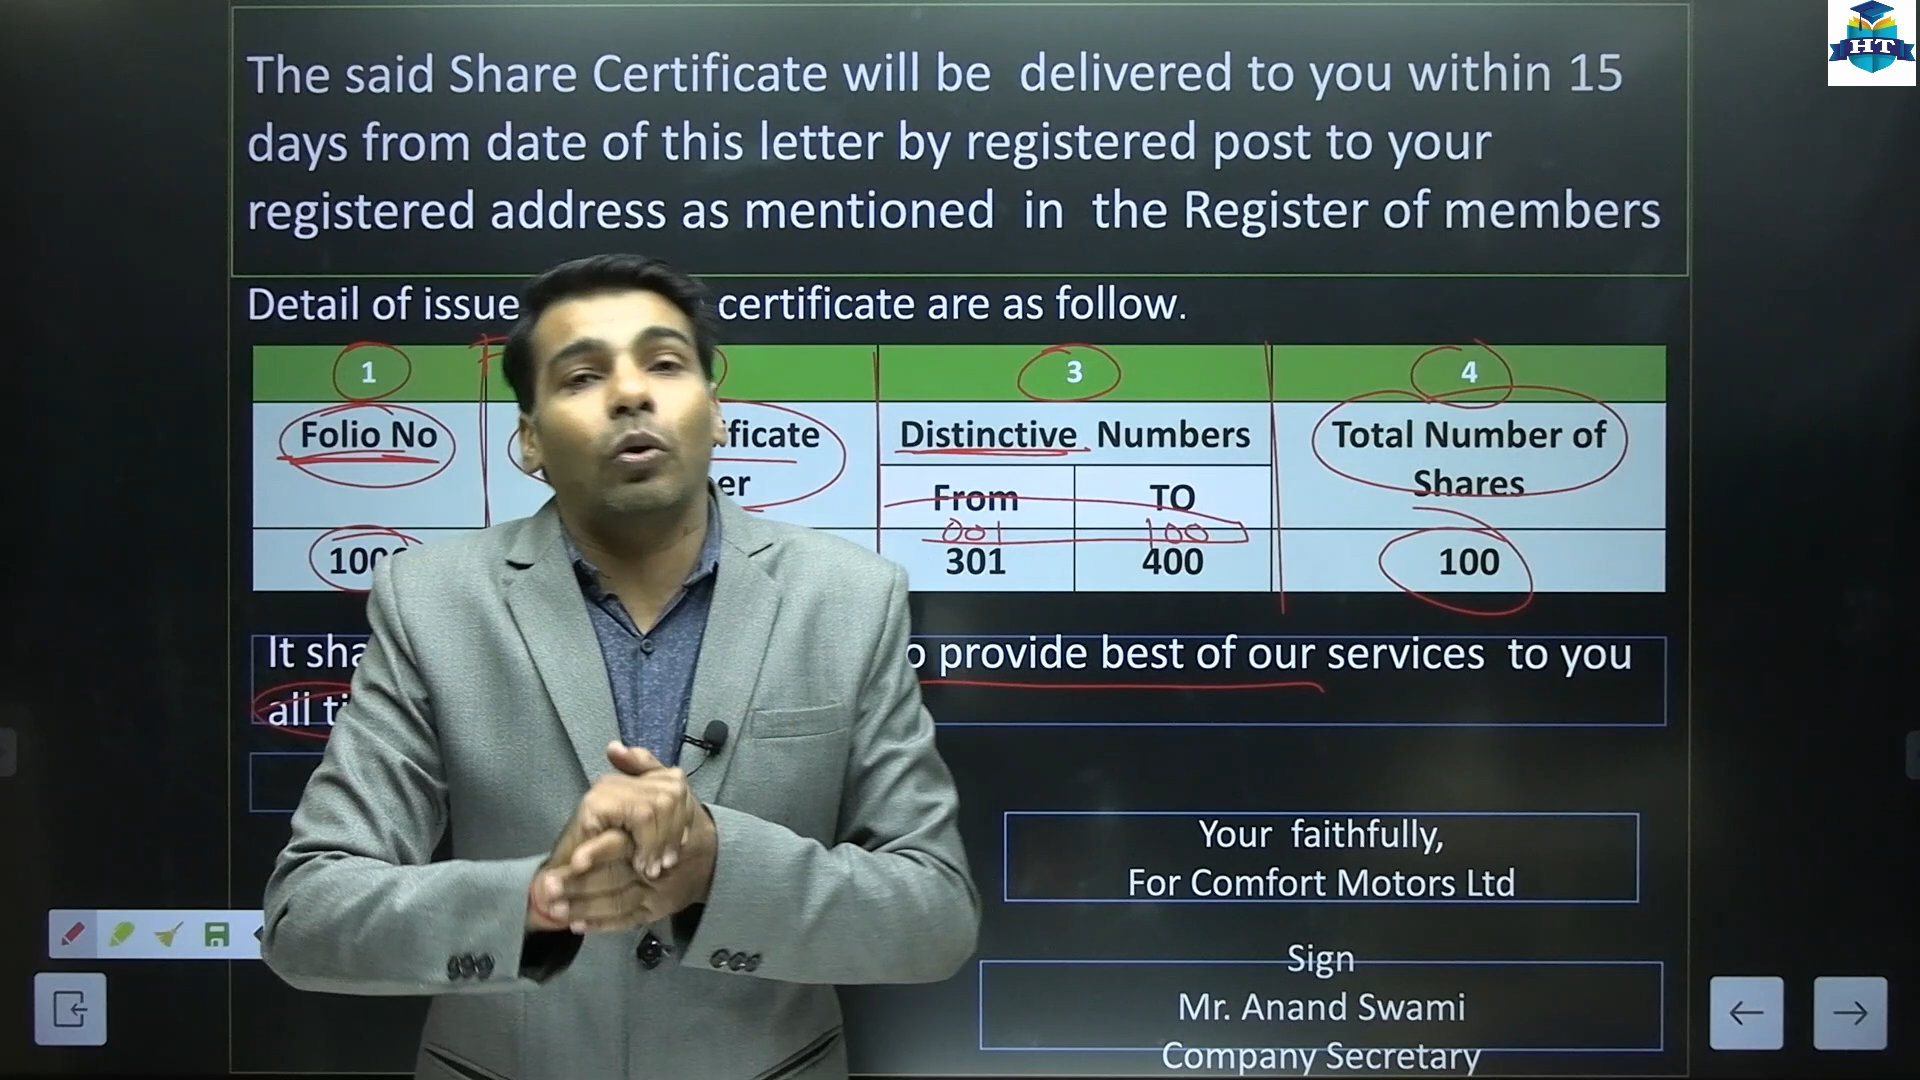 HT
The said Share Certificate will be delivered to you within 15
days from date of this letter by registered post to your
registered address as mentioned in the Register of members
Detail of issue certificate are as follow.
1 3 4
Folio No Distinctive Numbers Total Number of
Shares
From TO
001 100
301 400 100
It provide best of our services to you
all
Your faithfully,
For Comfort Motors Ltd
Sign
Mr. Anand Swami
Company Secretary